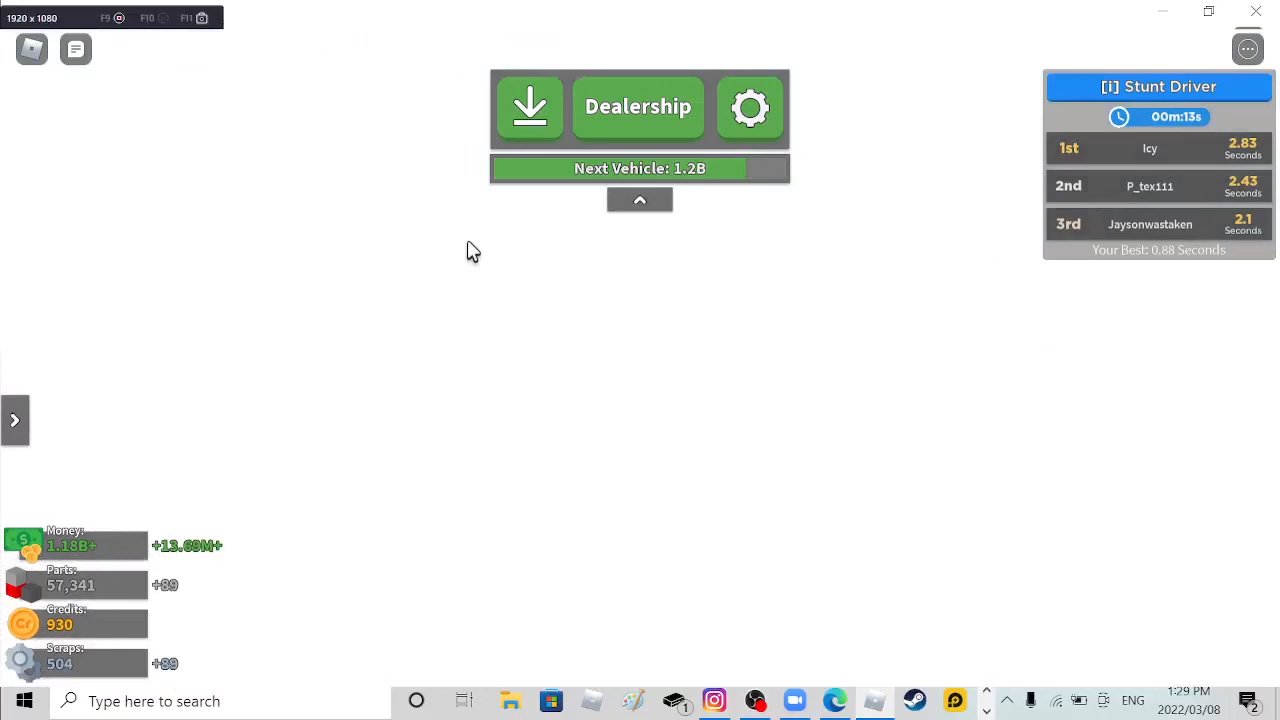 1920 x 1080 F9 F10 F11
Dealership
Next Vehicle: 1.2B
[i] Stunt Driver
00m:13s
1st Icy 2.83 Seconds
2nd P_tex111 2.43 Seconds
3rd Jaysonwastaken 2.1 Seconds
Your Best: 0.88 Seconds
Money:
1.18B+ +13.69M+
Parts:
57,341 +89
Credits:
Cr 930
Scraps:
504 +89
Type here to search
1
ENG
1:29 PM
2022/03/08
2